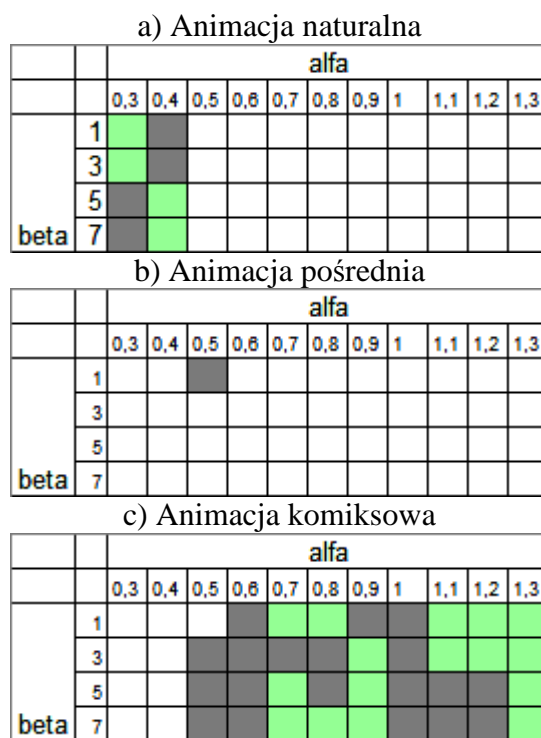 a) Animacja naturalna
alfa
0,3 0,4 0,5 0,6 0,7 0,8 0,9 1 1,1 1,2 1,3
1
3
5
beta 7
b) Animacja pośrednia
alfa
0,3 0,4 0,5 0,6 0,7 0,8 0,9 1 1,1 1,2 1,3
1
3
5
beta 7
c) Animacja komiksowa
alfa
0,3 0,4 0,5 0,6 0,7 0,8 0,9 1 1,1 1,2 1,3
1
3
5
beta 7